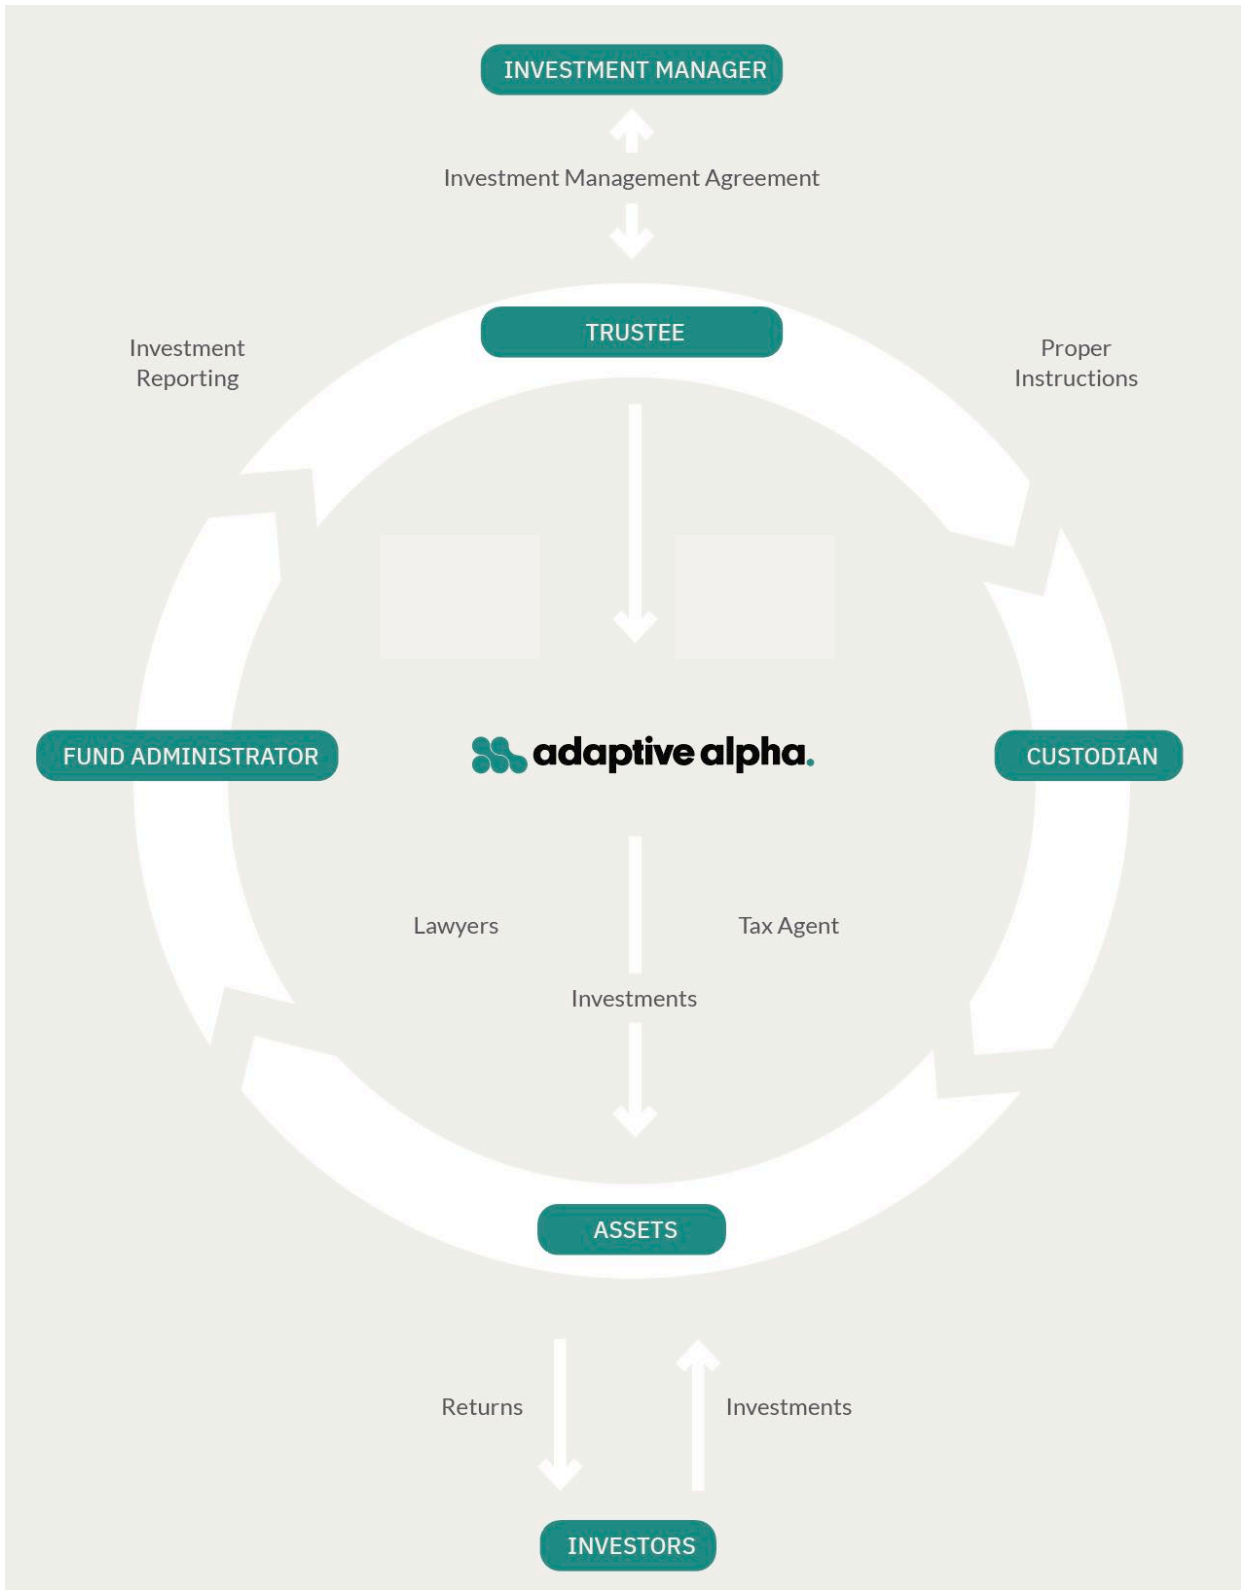 INVESTMENT MANAGER
Investment Management Agreement
TRUSTEE
Investment
Reporting
Proper
Instructions
FUND ADMINISTRATOR
adaptive alpha.
CUSTODIAN
Lawyers
Tax Agent
Investments
ASSETS
Returns
Investments
INVESTORS